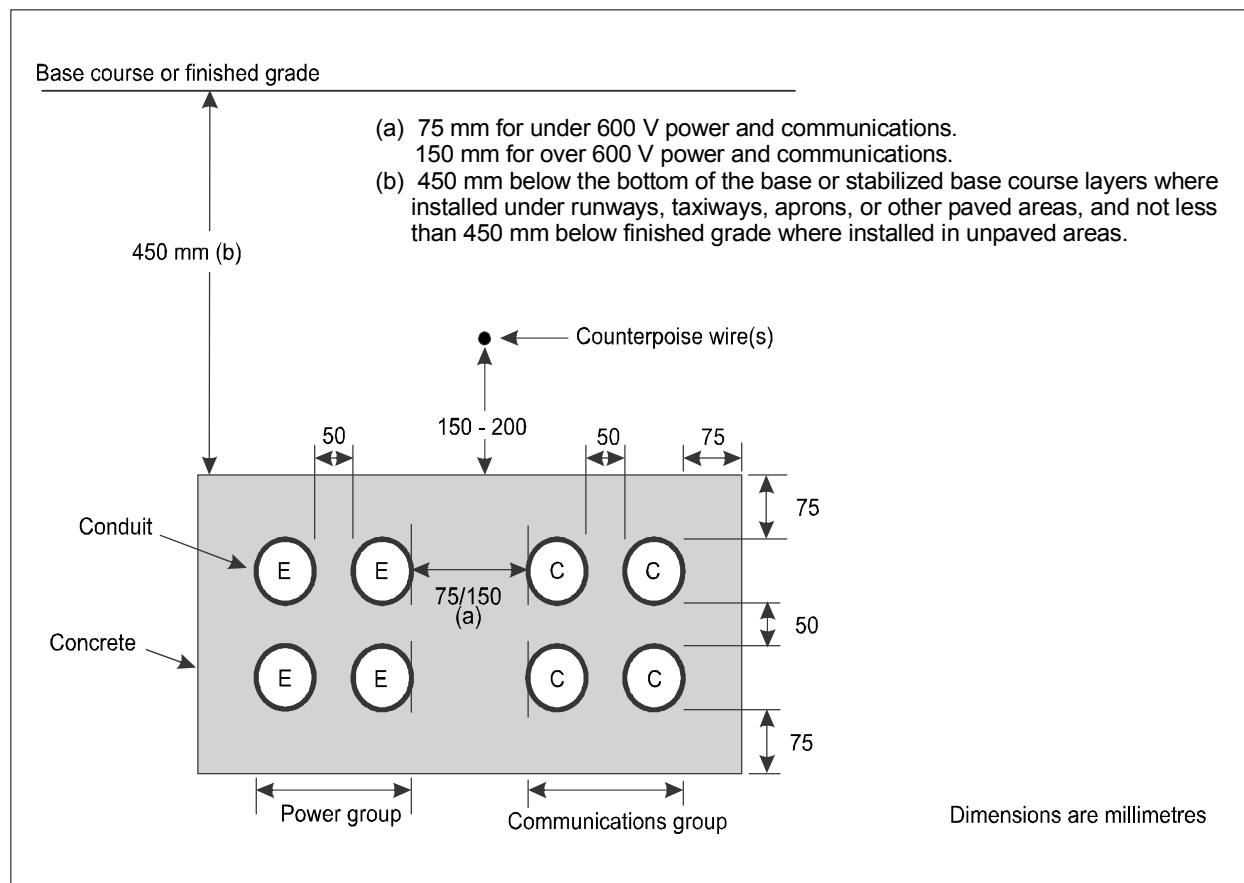 Base course or finished grade
(a) 75 mm for under 600 V power and communications.
150 mm for over 600 V power and communications.
(b) 450 mm below the bottom of the base or stabilized base course layers where
installed under runways, taxiways, aprons, or other paved areas, and not less
than 450 mm below finished grade where installed in unpaved areas.
450 mm (b)
Counterpoise wire(s)
150 - 200
50
50
75
75
Conduit
E
E
C
C
75/150
(a)
50
Concrete
E
E
C
C
75
Power group
Communications group
Dimensions are millimetres